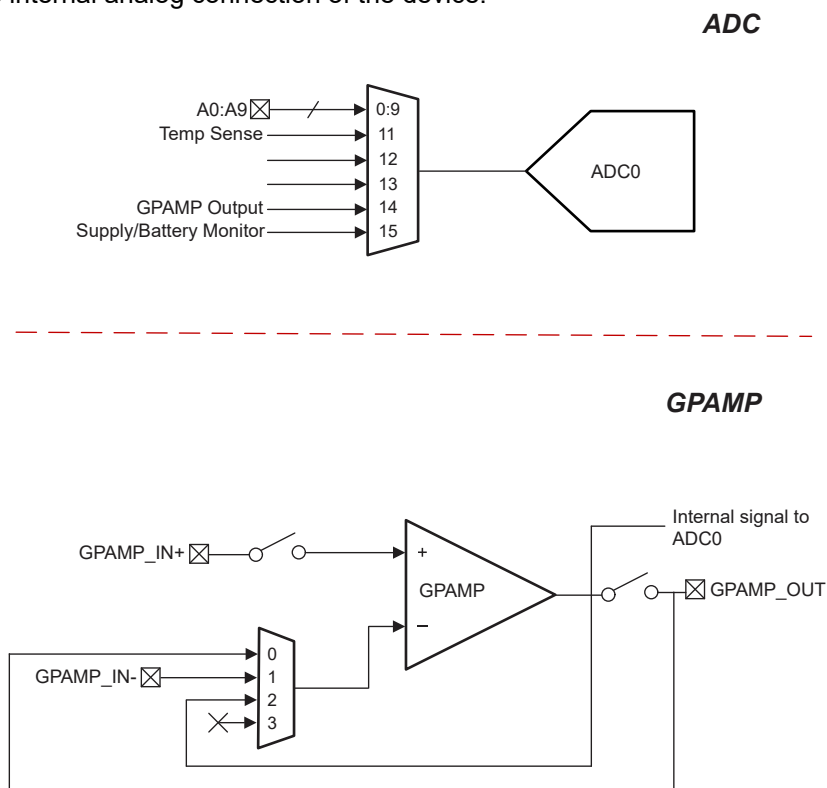 internal analog connection of the device.
ADC
A0:A9
0:9
Temp Sense
11
12
13
GPAMP Output
14
Supply/Battery Monitor
15
ADC0
GPAMP
Internal signal to
ADC0
GPAMP_IN+
+
GPAMP
GPAMP_OUT
−
0
GPAMP_IN-
1
2
3